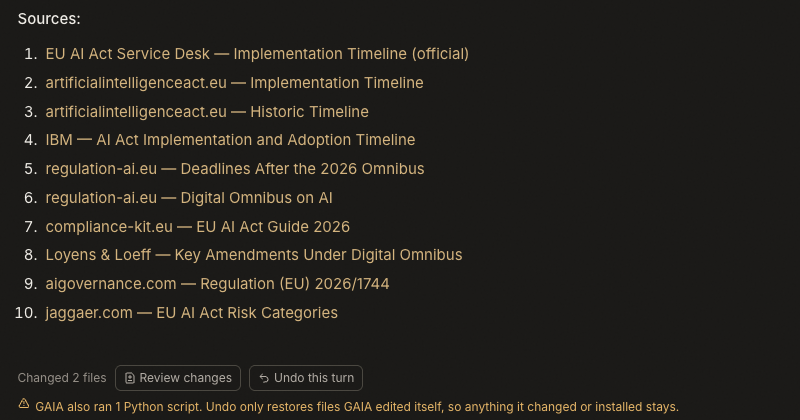 Sources:
1. EU AI Act Service Desk — Implementation Timeline (official)
2. artificialintelligenceact.eu — Implementation Timeline
3. artificialintelligenceact.eu — Historic Timeline
4. IBM — AI Act Implementation and Adoption Timeline
5. regulation-ai.eu — Deadlines After the 2026 Omnibus
6. regulation-ai.eu — Digital Omnibus on AI
7. compliance-kit.eu — EU AI Act Guide 2026
8. Loyens & Loeff — Key Amendments Under Digital Omnibus
9. aigovernance.com — Regulation (EU) 2026/1744
10. jaggaer.com — EU AI Act Risk Categories
Changed 2 files Review changes Undo this turn
GAIA also ran 1 Python script. Undo only restores files GAIA edited itself, so anything it changed or installed stays.